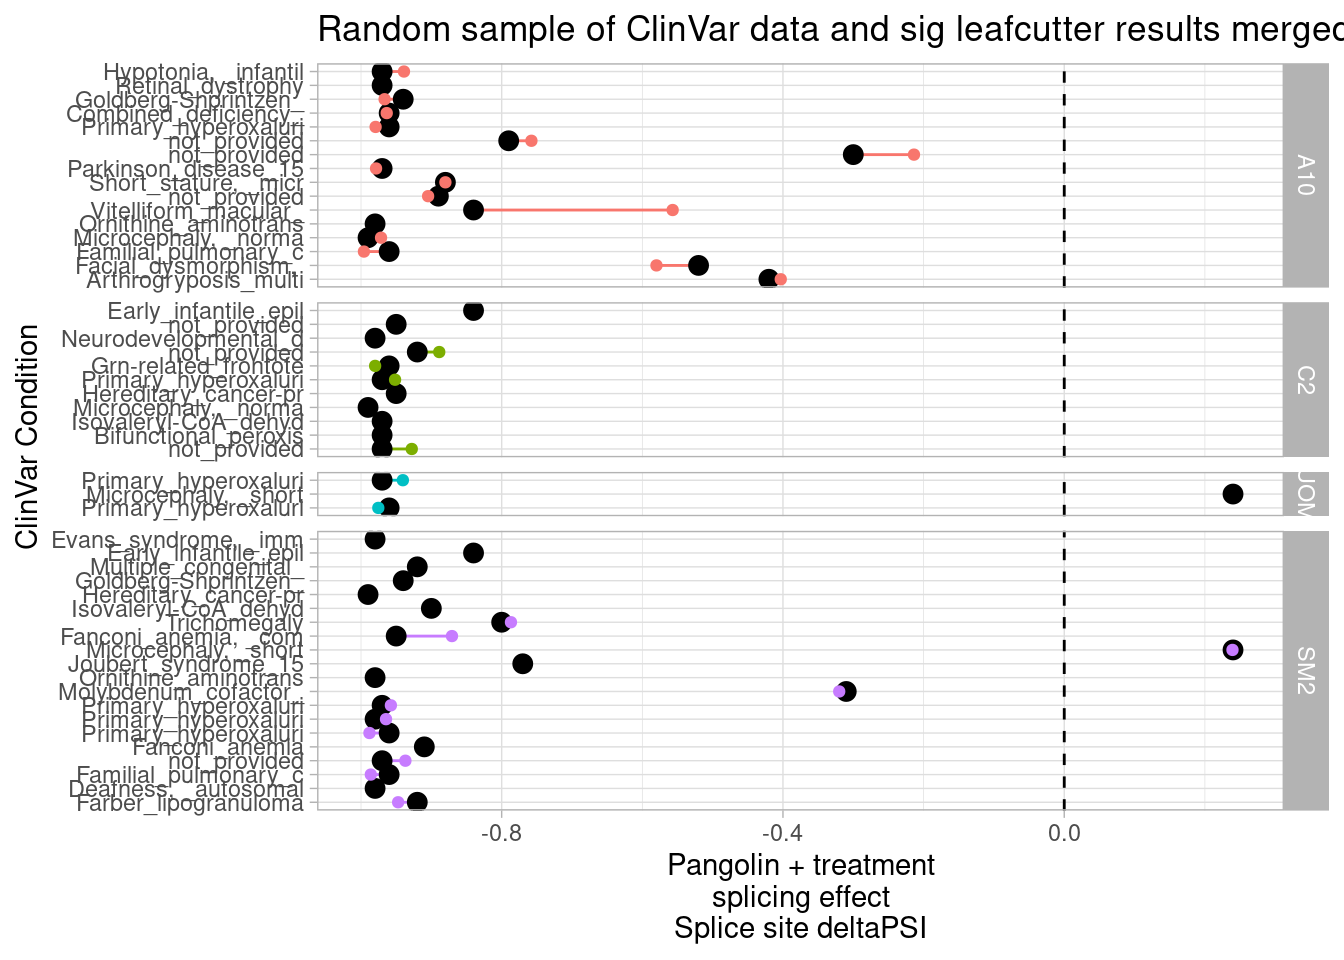 Random sample of ClinVar data and sig leafcutter results merged
Hypotonia,_infantil
Retinal_dystrophy
Goldberg-Shprintzen_
Combined_deficiency_
Primary_hyperoxaluri
not_provided
not_provided
Parkinson_disease_15
Short_stature,_micr
not_provided
Vitelliform_macular_
Ornithine_aminotrans
Microcephaly,_norma
Familial_pulmonary_c
Facial_dysmorphism,_
Arthrogryposis_multi
A10
Early_infantile_epil
not_provided
Neurodevelopmental_d
not_provided
Grn-related_frontote
Primary_hyperoxaluri
Hereditary_cancer-pr
Microcephaly,_norma
Isovaleryl-CoA_dehyd
Bifunctional_peroxis
not_provided
C2
Primary_hyperoxaluri
Microcephaly,_short
Primary_hyperoxaluri
JOM
Evans_syndrome,_imm
Early_infantile_epil
Multiple_congenital_
Goldberg-Shprintzen_
Hereditary_cancer-pr
Isovaleryl-CoA_dehyd
Trichomegaly
Fanconi_anemia,_com
Microcephaly,_short
Joubert_syndrome_15
Ornithine_aminotrans
Molybdenum_cofactor_
Primary_hyperoxaluri
Primary_hyperoxaluri
Primary_hyperoxaluri
Fanconi_anemia
not_provided
Familial_pulmonary_c
Deafness,_autosomal
Farber_lipogranuloma
SM2
ClinVar Condition
-0.8 -0.4 0.0
Pangolin + treatment
splicing effect
Splice site deltaPSI